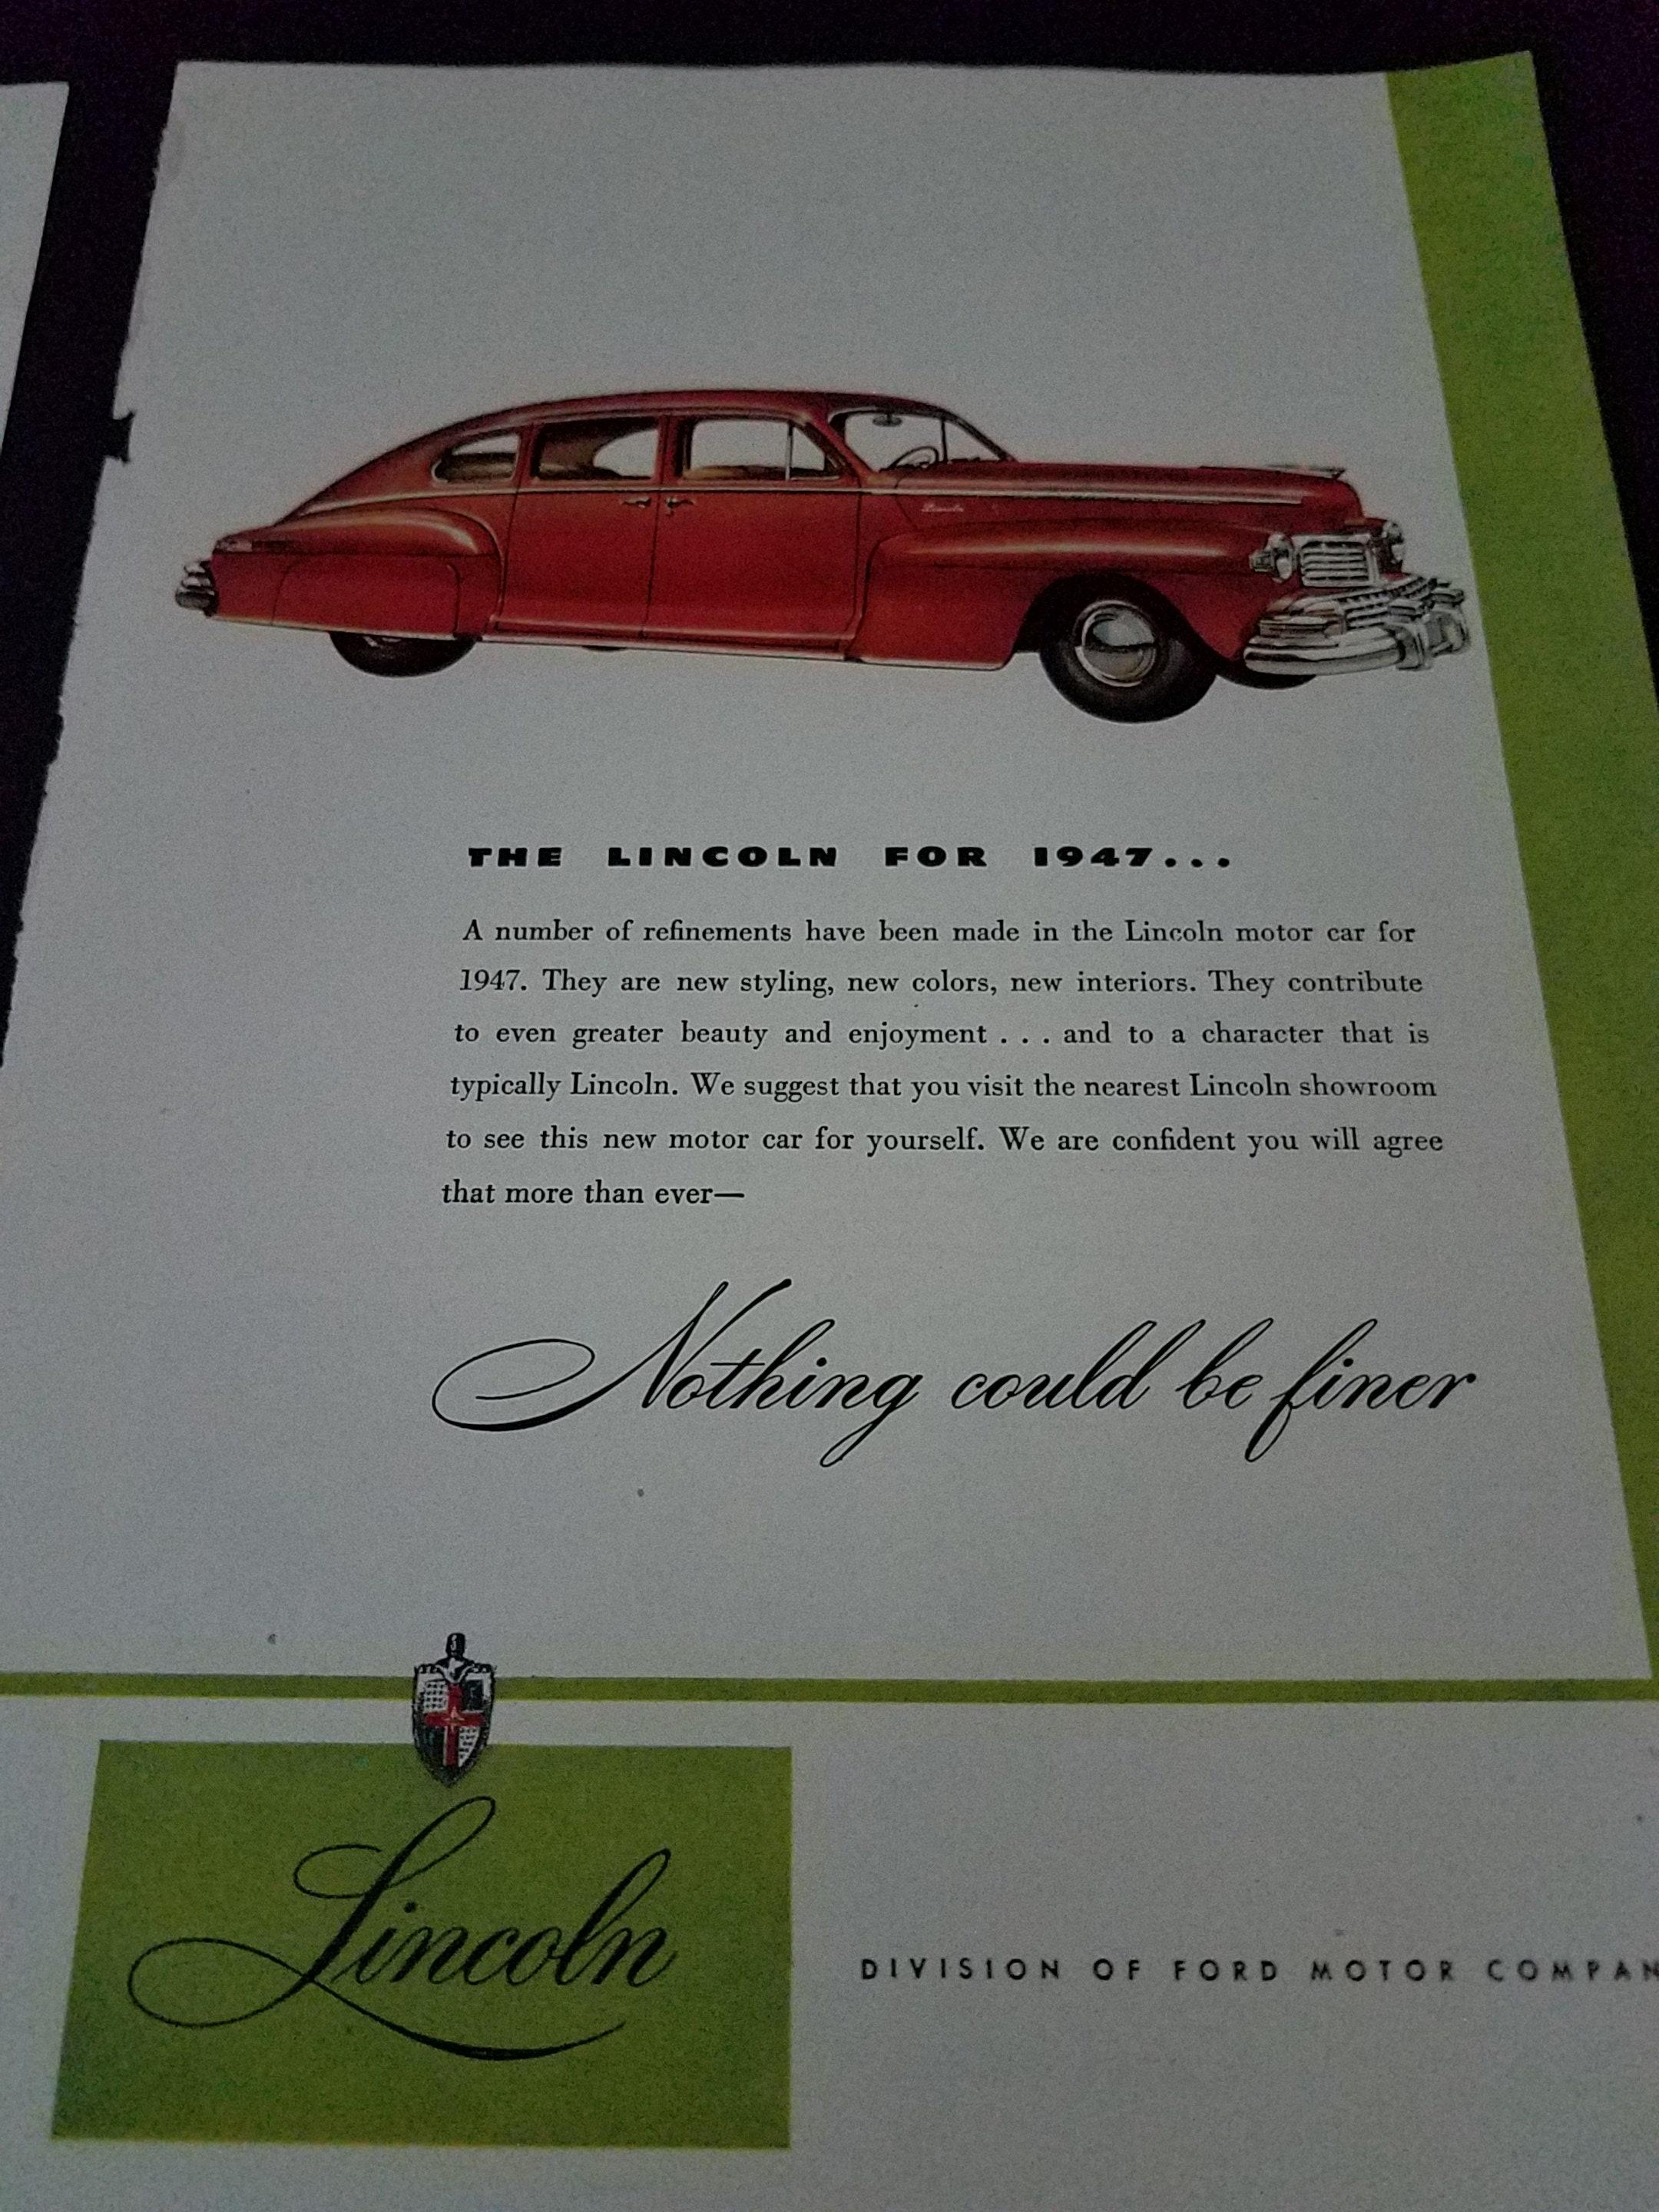 Lincoln
THE LINCOLN FOR 1947...
A number of refinements have been made in the Lincoln motor car for
1947. They are new styling, new colors, new interiors. They contribute
to even greater beauty and enjoyment . . . and to a character that is
typically Lincoln. We suggest that you visit the nearest Lincoln showroom
to see this new motor car for yourself. We are confident you will agree
that more than ever—
Nothing could be finer
Lincoln
DIVISION OF FORD MOTOR COMPAN